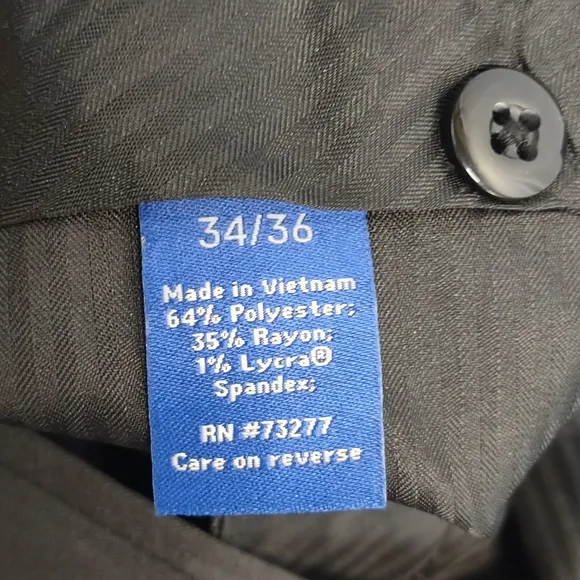 34/36
Made in Vietnam
64% Polyester;
35% Rayon;
1% Lycra®
Spandex;
RN #73277
Care on reverse